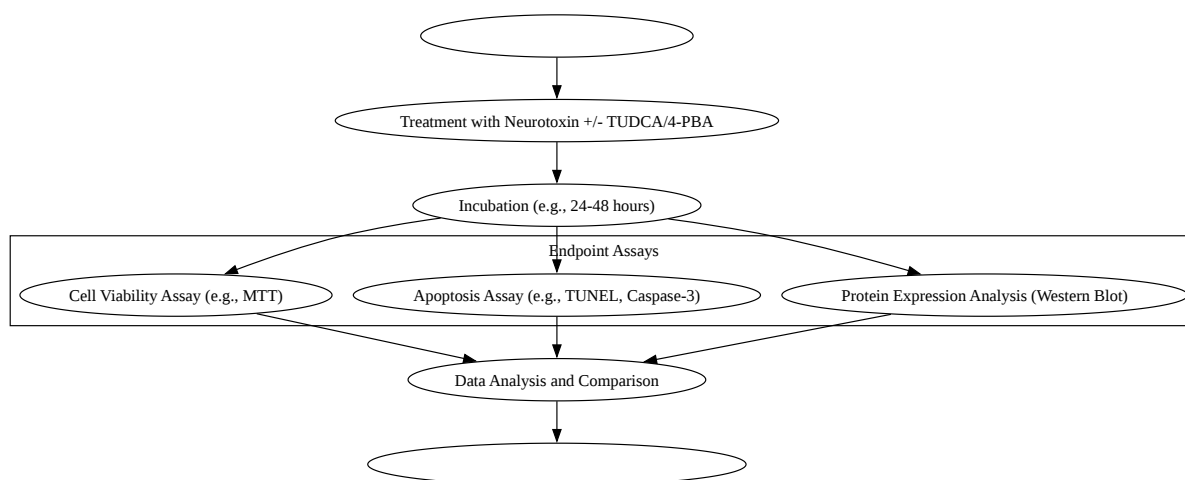 Treatment with Neurotoxin +/- TUDCA/4-PBA
Incubation (e.g., 24-48 hours)
Endpoint Assays
Cell Viability Assay (e.g., MTT)
Apoptosis Assay (e.g., TUNEL, Caspase-3)
Protein Expression Analysis (Western Blot)
Data Analysis and Comparison